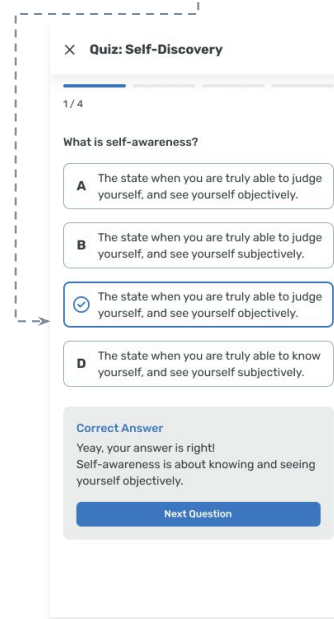 Quiz: Self-Discovery
1 / 4
What is self-awareness?
A
The state when you are truly able to judge
yourself, and see yourself objectively.
B
The state when you are truly able to judge
yourself, and see yourself subjectively.
The state when you are truly able to judge
yourself, and see yourself objectively.
D
The state when you are truly able to know
yourself, and see yourself subjectively.
Correct Answer
Yeay, your answer is right!
Self-awareness is about knowing and seeing
yourself objectively.
Next Question